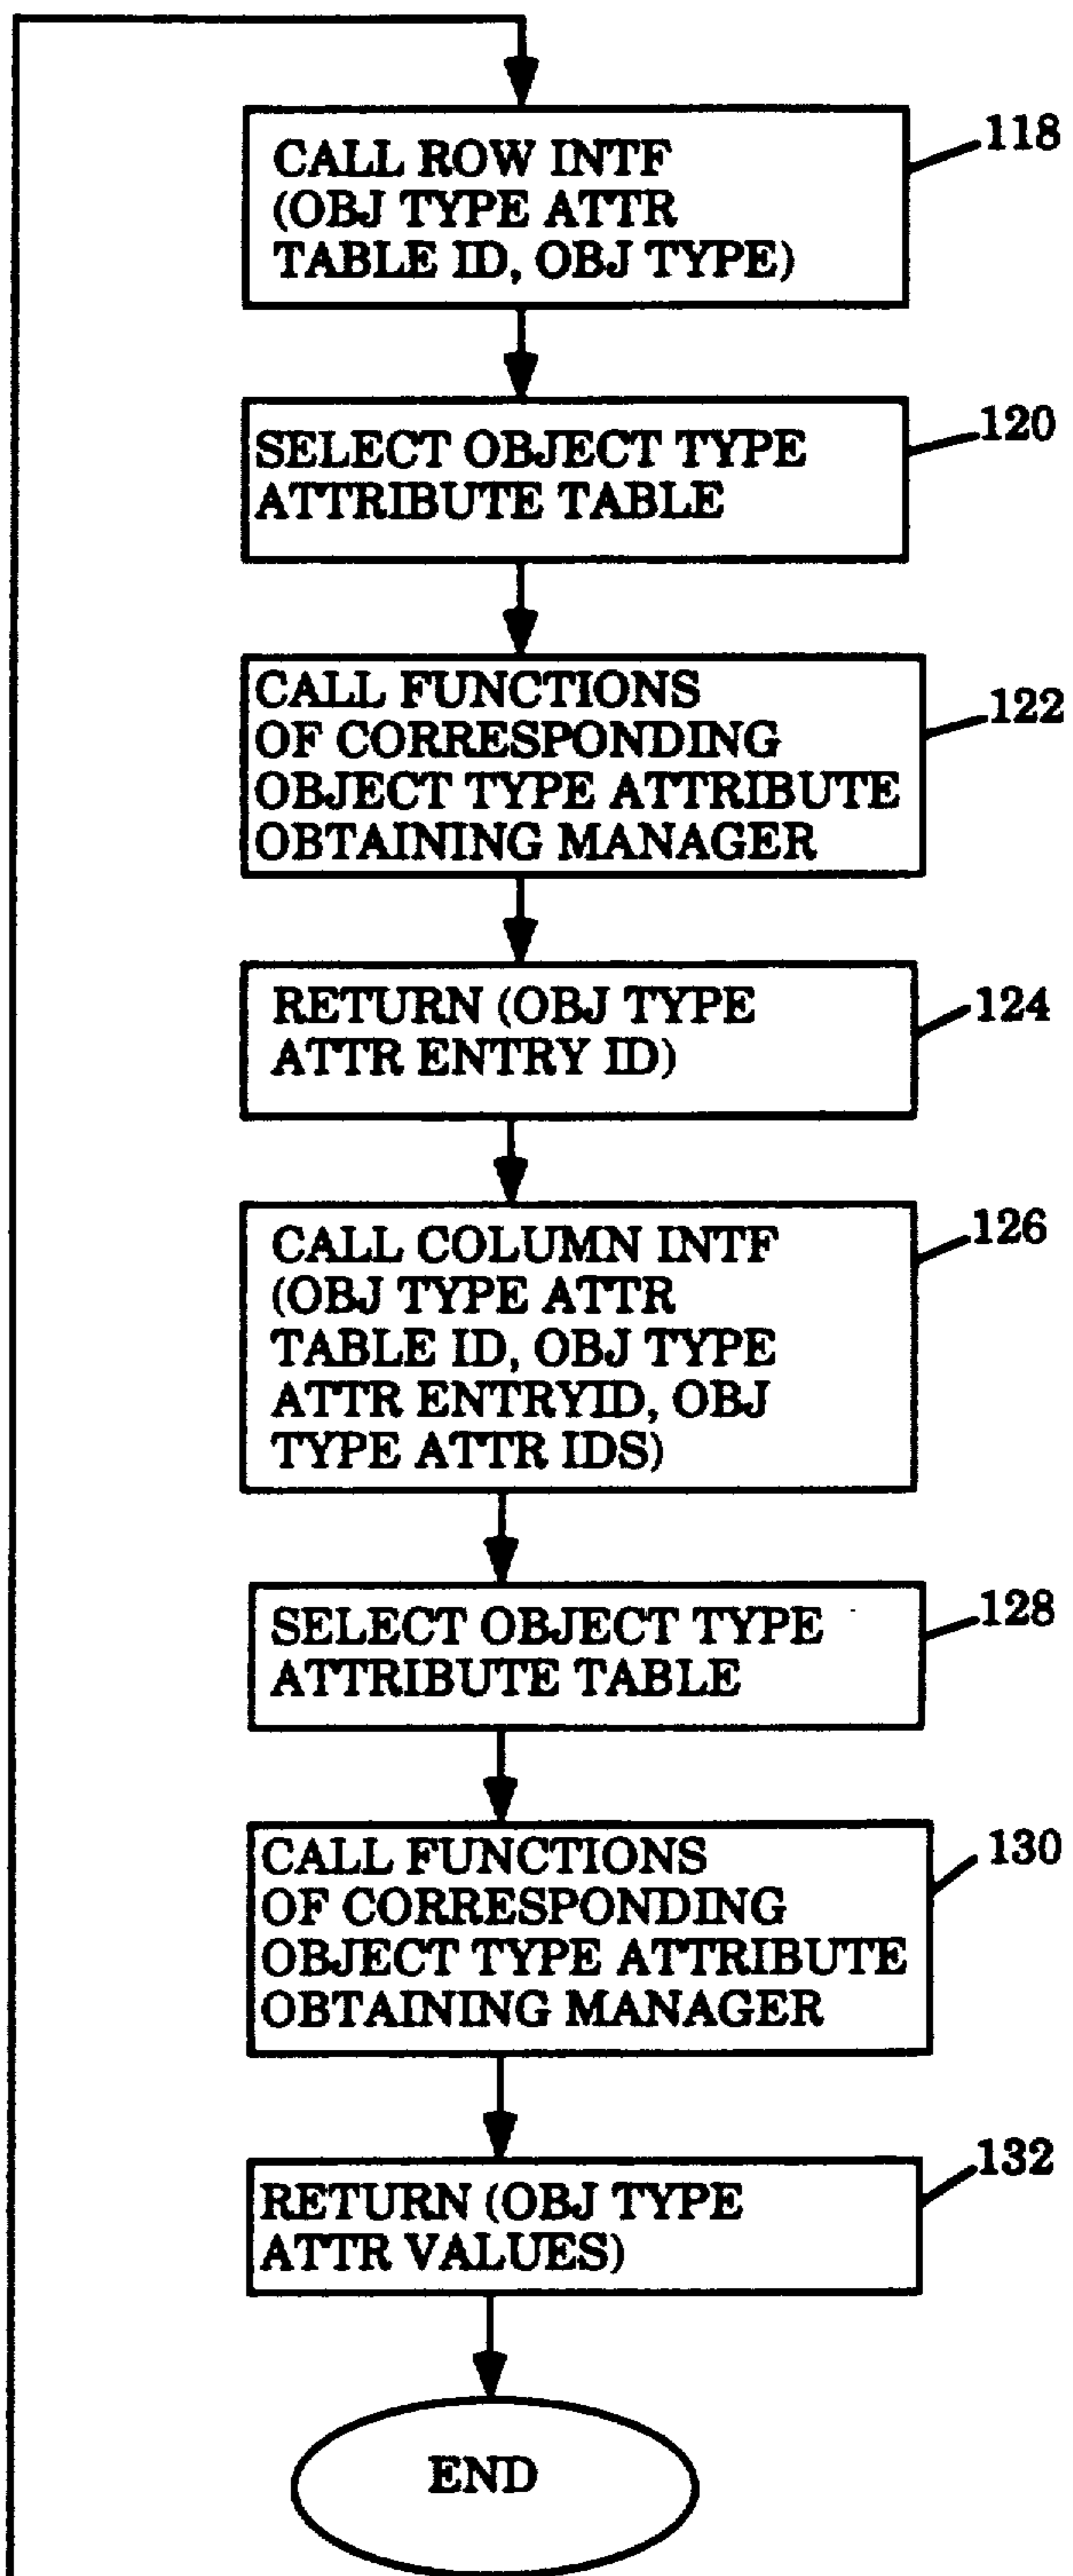 CALL ROW INTF
(OBJ TYPE ATTR
TABLE ID, OBJ TYPE)
118
SELECT OBJECT TYPE
ATTRIBUTE TABLE
120
CALL FUNCTIONS
OF CORRESPONDING
OBJECT TYPE ATTRIBUTE
OBTAINING MANAGER
122
RETURN (OBJ TYPE
ATTR ENTRY ID)
124
CALL COLUMN INTF
(OBJ TYPE ATTR
TABLE ID, OBJ TYPE
ATTR ENTRYID, OBJ
TYPE ATTR IDS)
126
SELECT OBJECT TYPE
ATTRIBUTE TABLE
128
CALL FUNCTIONS
OF CORRESPONDING
OBJECT TYPE ATTRIBUTE
OBTAINING MANAGER
130
RETURN (OBJ TYPE
ATTR VALUES)
132
END